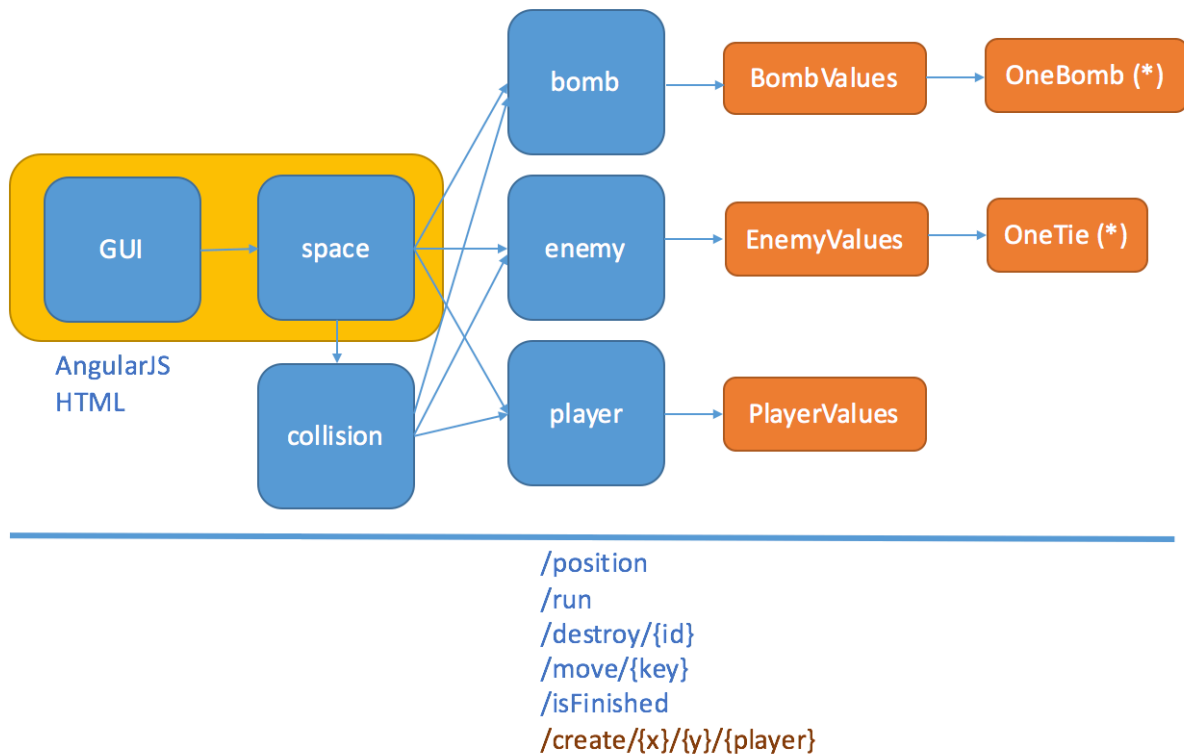 bomb
BombValues
OneBomb (*)
GUI
space
enemy
EnemyValues
OneTie (*)
AngularJS
HTML
collision
player
PlayerValues
/position
/run
/destroy/{id}
/move/{key}
/isFinished
/create/{x}/{y}/{player}